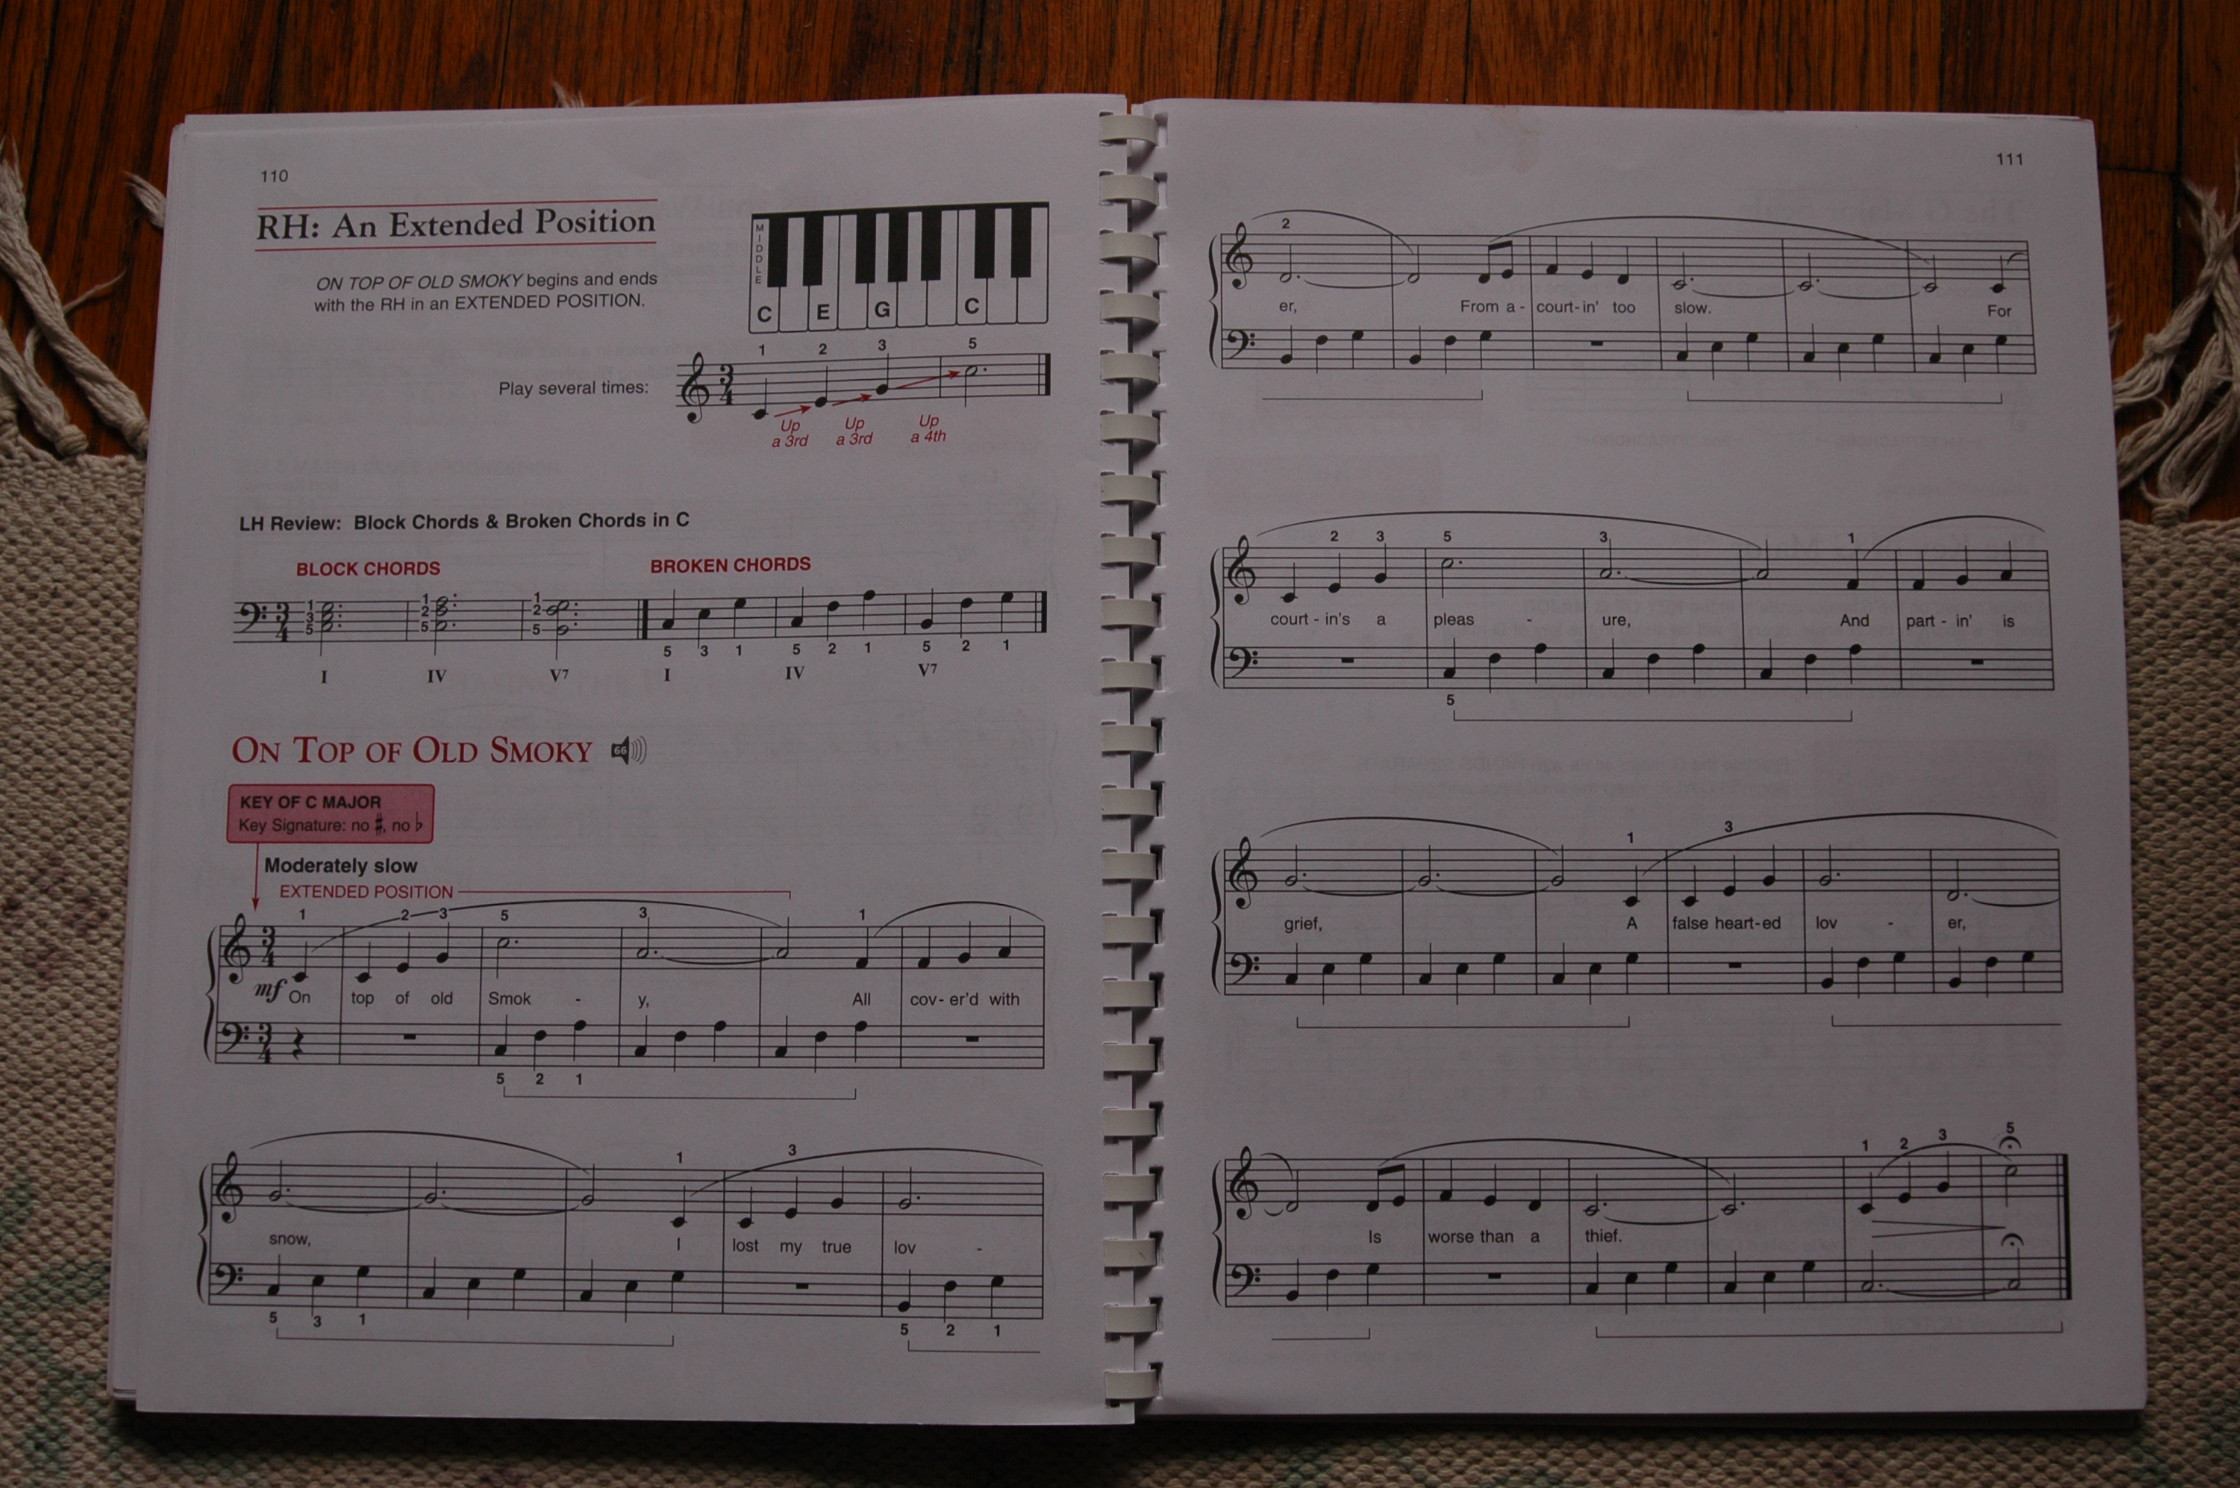 110
RH: An Extended Position
ON TOP OF OLD SMOKY begins and ends
with the RH in an EXTENDED POSITION.
MIDDLE
C E G C
1 2 3 5
Play several times:
3
4
Up Up Up
a 3rd a 3rd a 4th
LH Review: Block Chords & Broken Chords in C
BLOCK CHORDS BROKEN CHORDS
1 1 1
3 2 2
5 5 5
3
4
5 3 1 5 2 1 5 2 1
I IV V7 I IV V7
ON TOP OF OLD SMOKY 66
KEY OF C MAJOR
Key Signature: no ♯, no ♭
Moderately slow
EXTENDED POSITION
1 2 3 5 3 1
3
4
mf On top of old Smok - y, All cov - er'd with
3
4
5 2 1
1 3
snow, I lost my true lov -
5 3 1 5 2 1
111
2
er, From a - court - in' too slow. For
2 3 5 3 1
court - in's a pleas - ure, And part - in' is
5
1 3
grief, A false heart - ed lov - er,
1 2 3 5
Is worse than a thief.